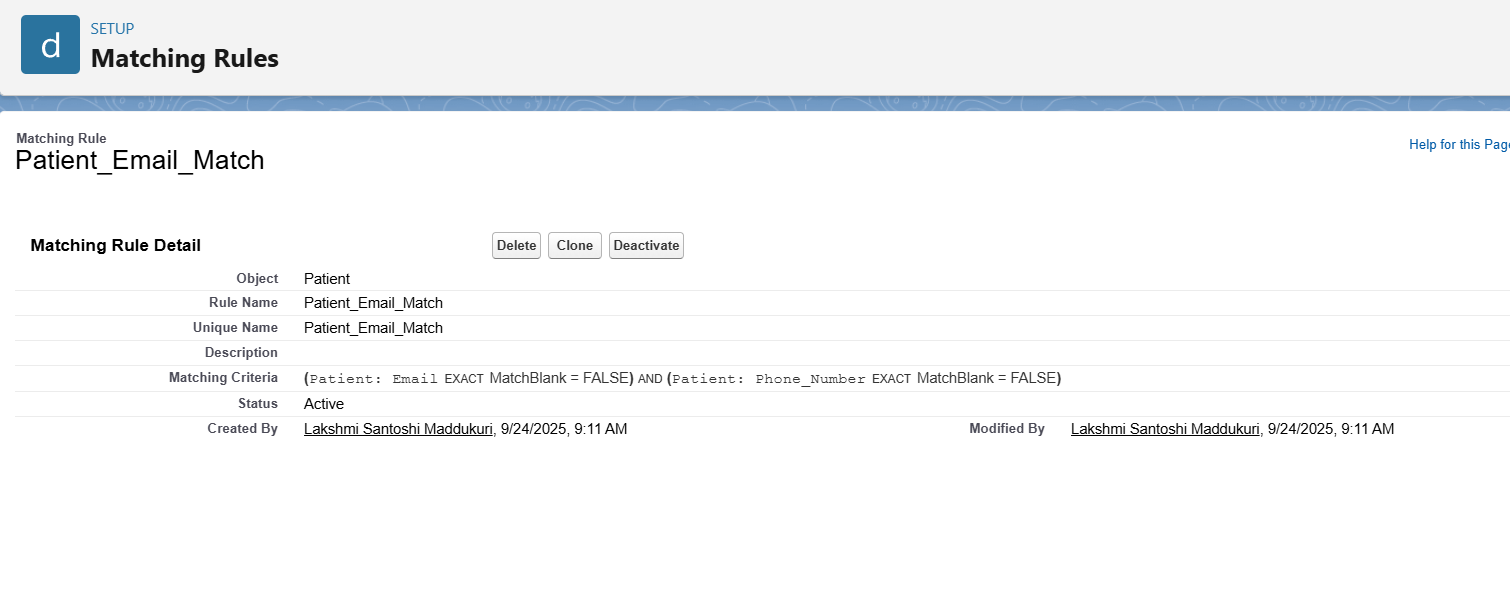 d
SETUP
Matching Rules
Matching Rule
Patient_Email_Match
Help for this Pag
Matching Rule Detail
Delete Clone Deactivate
Object Patient
Rule Name Patient_Email_Match
Unique Name Patient_Email_Match
Description
Matching Criteria (Patient: Email EXACT MatchBlank = FALSE) AND (Patient: Phone_Number EXACT MatchBlank = FALSE)
Status Active
Created By Lakshmi Santoshi Maddukuri, 9/24/2025, 9:11 AM Modified By Lakshmi Santoshi Maddukuri, 9/24/2025, 9:11 AM